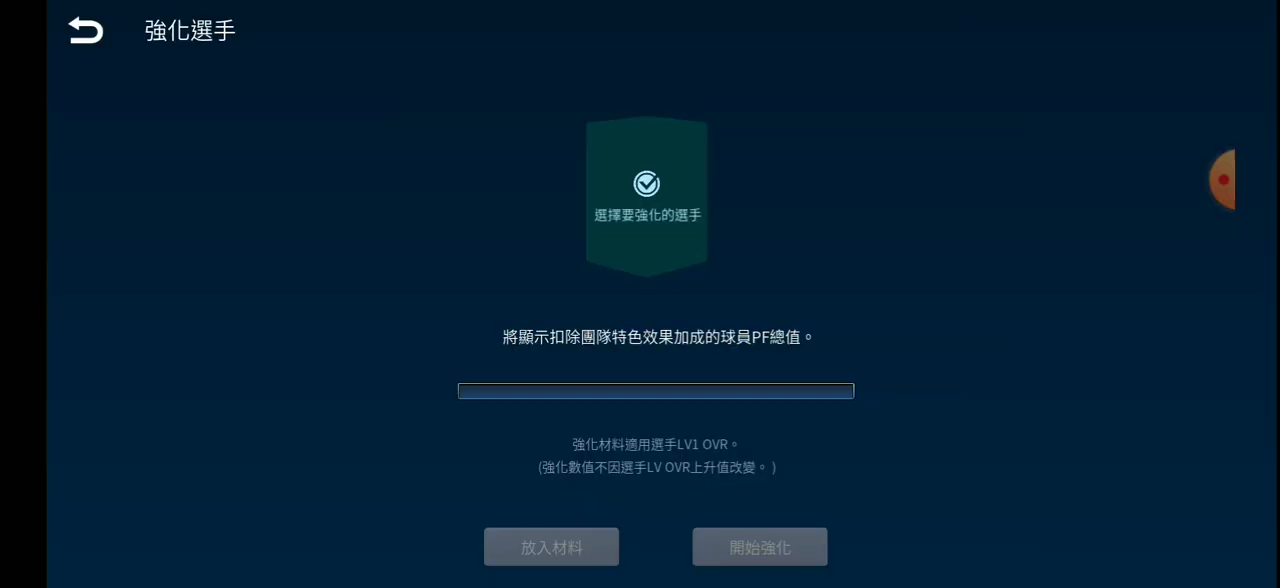 強化選手
選擇要強化的選手
將顯示扣除團隊特色效果加成的球員PF總值。
強化材料適用選手LV1 OVR。
(強化數值不因選手LV OVR上升值改變。)
放入材料
開始強化